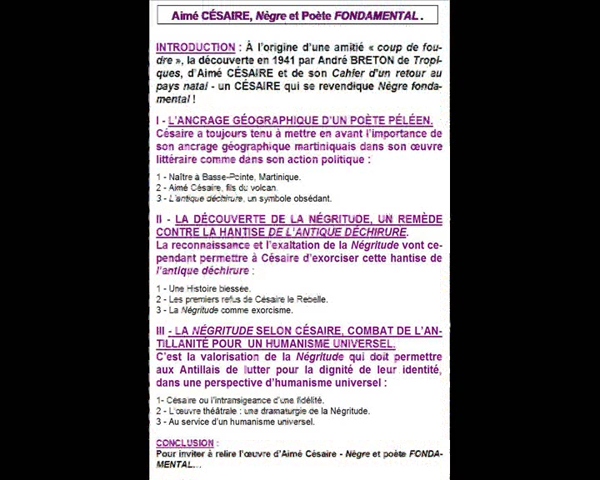 Aimé CÉSAIRE, Nègre et Poète FONDAMENTAL.
INTRODUCTION : À l'origine d'une amitié « coup de fou-
dre », la découverte en 1941 par André BRETON de Tropi-
ques, d'Aimé CÉSAIRE et de son Cahier d'un retour au
pays natal - un CÉSAIRE qui se revendique Nègre fonda-
mental !
I - L'ANCRAGE GÉOGRAPHIQUE D'UN POÈTE PÉLÉEN.
Césaire a toujours tenu à mettre en avant l'importance de
son ancrage géographique martiniquais dans son œuvre
littéraire comme dans son action politique :
1 - Naître à Basse-Pointe, Martinique.
2 - Aimé Césaire, fils du volcan.
3 - L'antique déchirure, un symbole obsédant.
II - LA DÉCOUVERTE DE LA NÉGRITUDE, UN REMÈDE
CONTRE LA HANTISE DE L'ANTIQUE DÉCHIRURE.
La reconnaissance et l'exaltation de la Négritude vont ce-
pendant permettre à Césaire d'exorciser cette hantise de
l'antique déchirure :
1 - Une Histoire blessée.
2 - Les premiers refus de Césaire le Rebelle.
3 - La Négritude comme exorcisme.
III - LA NÉGRITUDE SELON CÉSAIRE, COMBAT DE L'AN-
TILLANITÉ POUR UN HUMANISME UNIVERSEL.
C'est la valorisation de la Négritude qui doit permettre
aux Antillais de lutter pour la dignité de leur identité,
dans une perspective d'humanisme universel :
1- Césaire ou l'intransigeance d'une fidélité.
2 - L'œuvre théâtrale : une dramaturgie de la Négritude.
3 - Au service d'un humanisme universel.
CONCLUSION :
Pour inviter à relire l'œuvre d'Aimé Césaire - Nègre et poète FONDA-
MENTAL...